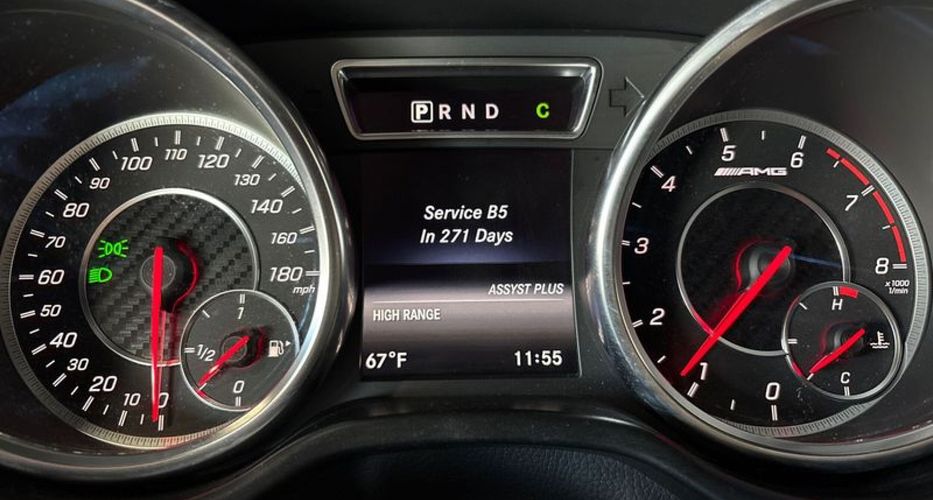 P R N D C
0
10
20
30
40
50
60
70
80
90
100
110
120
130
140
160
180
mph
1
1/2
0
Service B5
In 271 Days
ASSYST PLUS
HIGH RANGE
67°F 11:55
AMG
0
1
2
3
4
5
6
7
8
x 1000
1/min
H
C